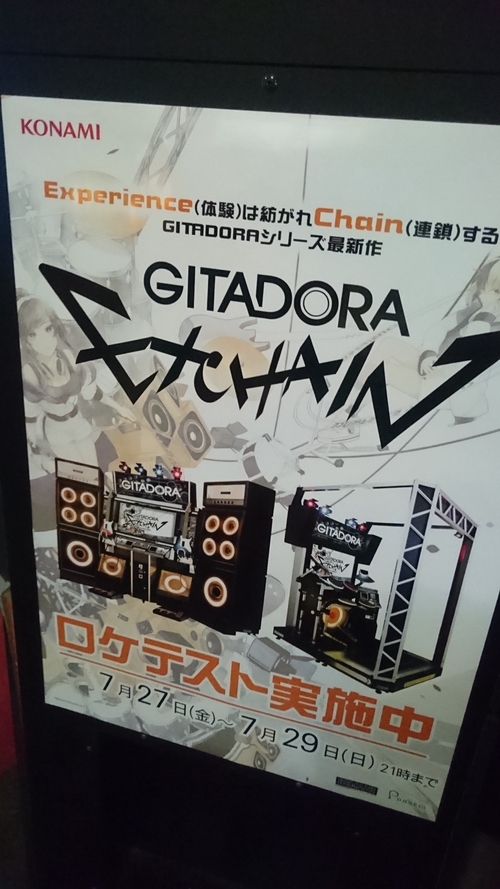 KONAMI
Experience(体験)は紡がれChain(連鎖)する
GITADORAシリーズ最新作
GITADORA
EXCHAIN
GITADORA
GITADORA
ロケテスト実施中
7月27日(金)～7月29日(日) 21時まで